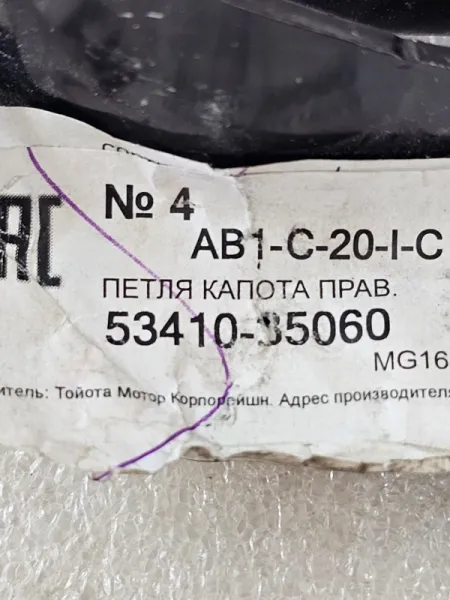 № 4
AB1-C-20-I-C
ПЕТЛЯ КАПОТА ПРАВ.
53410-35060
MG16
итель: Тойота Мотор Корпорейшн. Адрес производителя